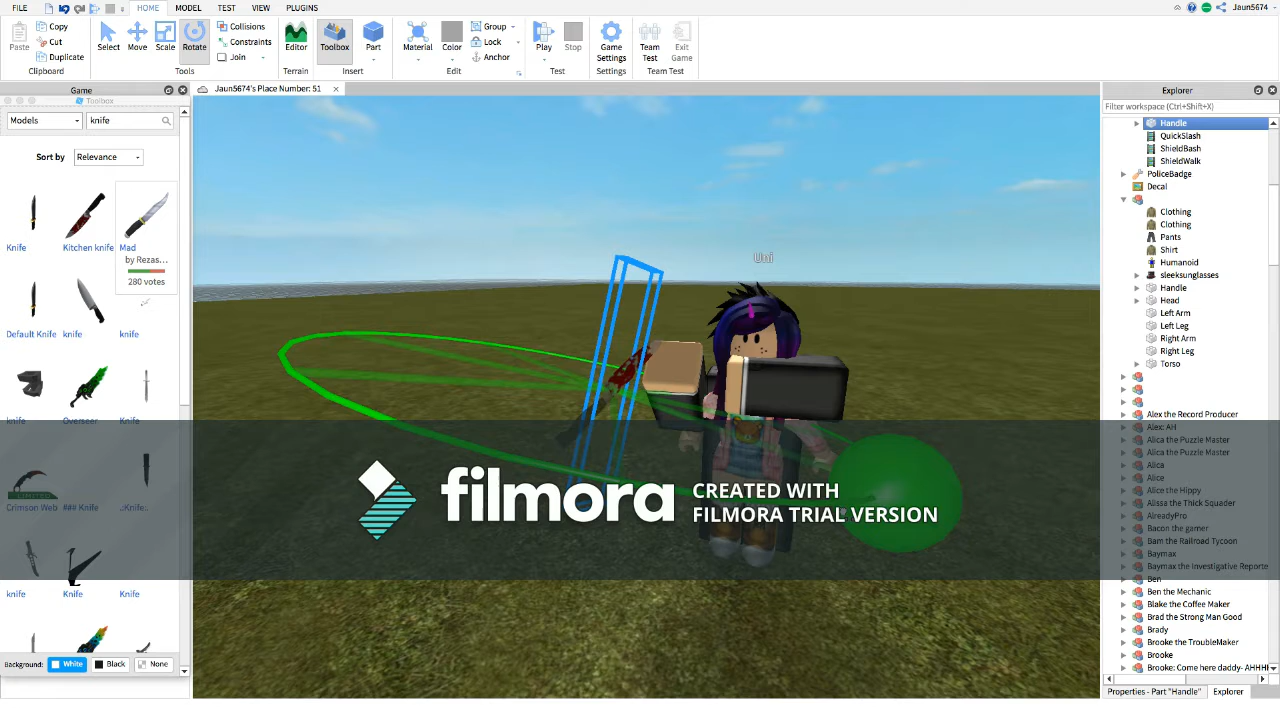 FILE HOME MODEL TEST VIEW PLUGINS Jaun5674
Paste Copy Cut Duplicate Select Move Scale Rotate Collisions Constraints Join Editor Toolbox Part Material Color Group Lock Anchor Play Stop Game Settings Team Test Exit Game
Clipboard Tools Terrain Insert Edit Test Settings Team Test
Game
Toolbox
Models knife
Sort by Relevance
Knife Kitchen knife Mad
by Rezas...
280 votes
Default Knife knife knife
knife Overseer Knife
Crimson Web ### Knife .:Knife:.
knife Knife Knife
Background: White Black None
Jaun5674's Place Number: 51
Uni
filmora CREATED WITH
FILMORA TRIAL VERSION
Explorer
Filter workspace (Ctrl+Shift+X)
Handle
QuickSlash
ShieldBash
ShieldWalk
PoliceBadge
Decal
Clothing
Clothing
Pants
Shirt
Humanoid
sleeksunglasses
Handle
Head
Left Arm
Left Leg
Right Arm
Right Leg
Torso
Alex the Record Producer
Alex: AH
Alica the Puzzle Master
Alica the Puzzle Master
Alica
Alice
Alice the Hippy
Alissa the Thick Squader
AlreadyPro
Bacon the gamer
Bam the Railroad Tycoon
Baymax
Baymax the Investigative Reporte
Ben
Ben the Mechanic
Blake the Coffee Maker
Brad the Strong Man Good
Brady
Brooke the TroubleMaker
Brooke
Brooke: Come here daddy- AHHH
Properties - Part "Handle" Explorer